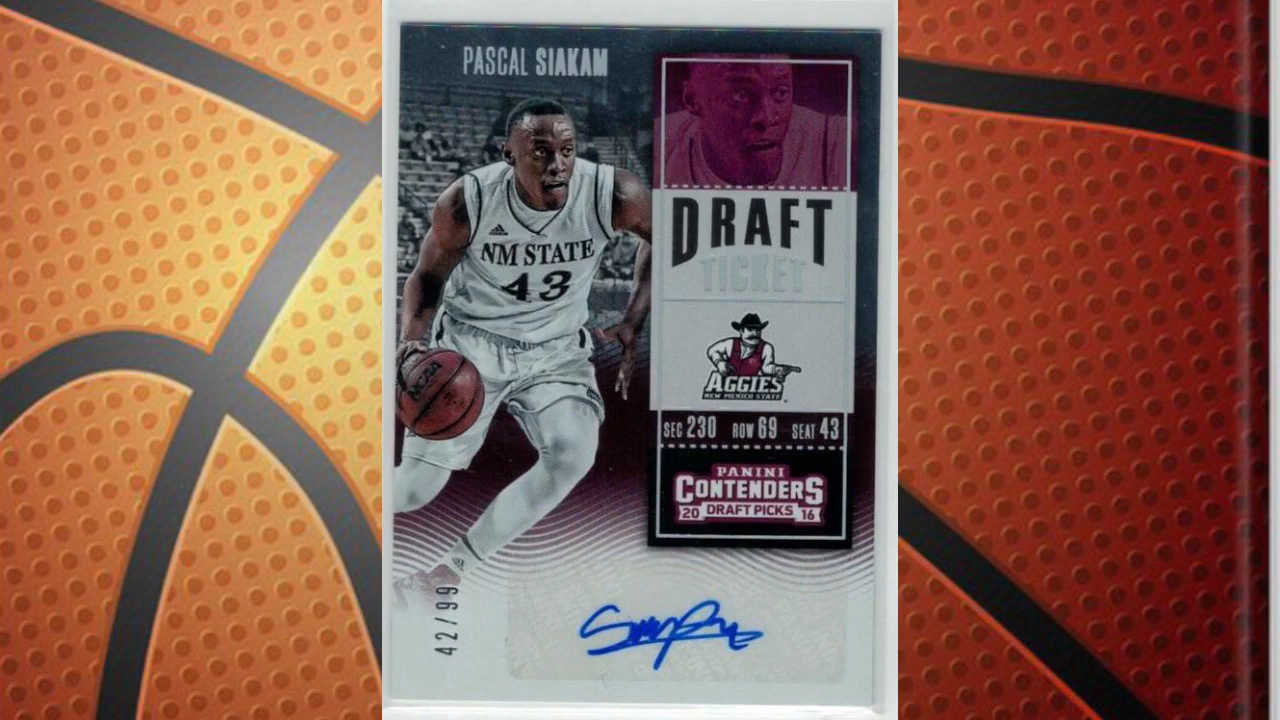 PASCAL SIAKAM
DRAFT
TICKET
NM STATE
43
NCAA
AGGIES
NEW MEXICO STATE
SEC 230 ROW 69 SEAT 43
PANINI
CONTENDERS
20 DRAFT PICKS 16
42/99